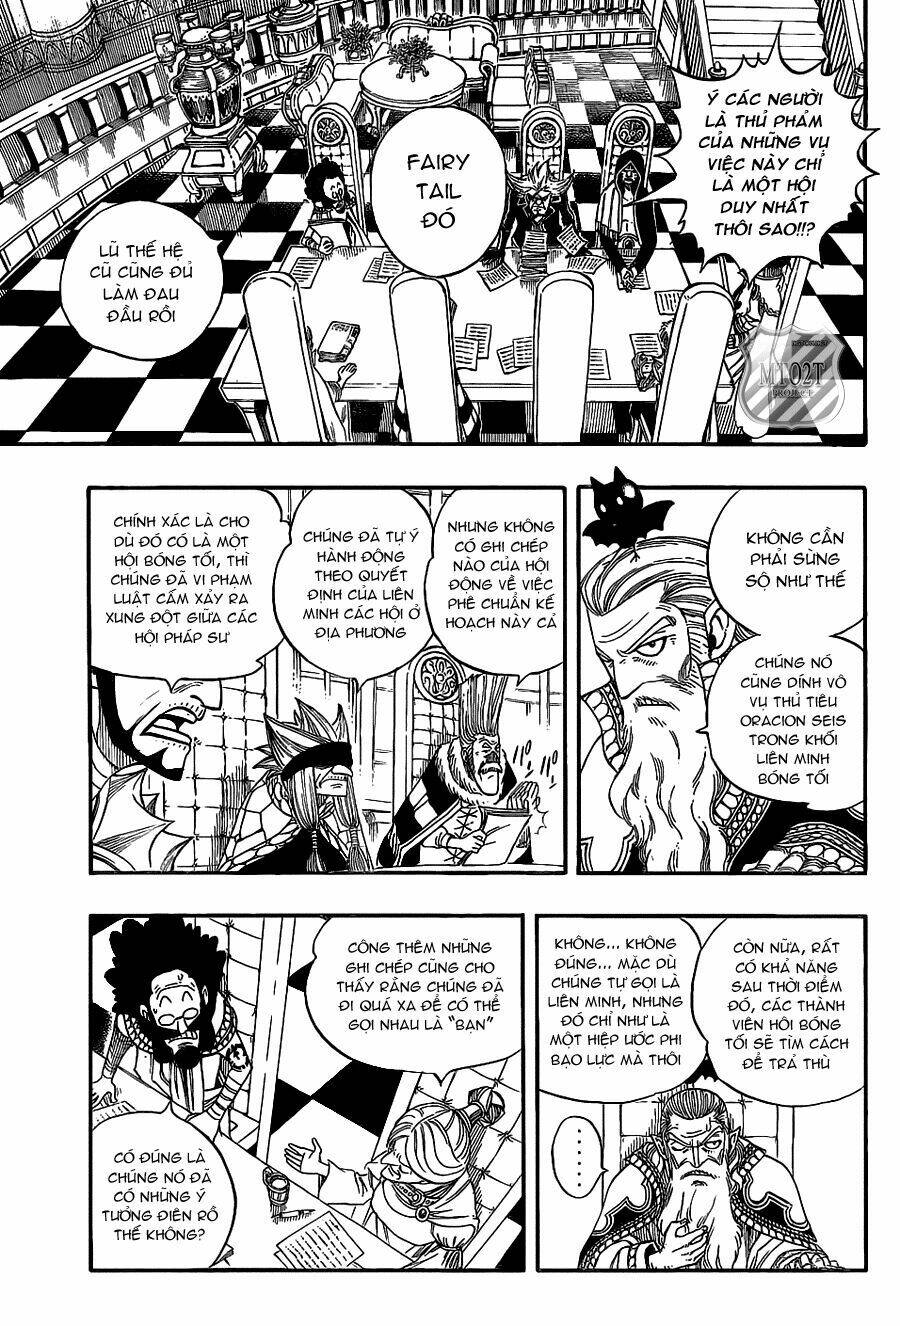 Ý CÁC NGƯỜI
LÀ THỦ PHẨM
CỦA NHỮNG VỤ
VIỆC NÀY CHỈ
LÀ MỘT HỘI
DUY NHẤT
THÔI SAO!!?
FAIRY
TAIL
ĐÓ
LŨ THẾ HỆ
CŨ CŨNG ĐỦ
LÀM ĐAU
ĐẦU RỒI
MTO2T
PROJECT
KHÔNG CẦN
PHẢI SỪNG
SỘ NHƯ THẾ
CHÚNG NÓ
CŨNG DÍNH VÔ
VỤ THỦ TIÊU
ORACION SEIS
TRONG KHỐI
LIÊN MINH
BÓNG TỐI
NHƯNG KHÔNG
CÓ GHI CHÉP
NÀO CỦA HỘI
ĐỘNG VỀ VIỆC
PHÊ CHUẨN KẾ
HOẠCH NÀY CẢ
CHÚNG ĐÃ TỰ Ý
HÀNH ĐỘNG
THEO QUYẾT
ĐỊNH CỦA LIÊN
MINH CÁC HỘI Ở
ĐỊA PHƯƠNG
CHÍNH XÁC LÀ CHO
DÙ ĐÓ CÓ LÀ MỘT
HỘI BÓNG TỐI, THÌ
CHÚNG ĐÃ VI PHẠM
LUẬT CẤM XẢY RA
XUNG ĐỘT GIỮA CÁC
HỘI PHÁP SƯ
CÒN NỮA, RẤT
CÓ KHẢ NĂNG
SAU THỜI ĐIỂM
ĐÓ, CÁC THÀNH
VIÊN HÔI BÓNG
TỐI SẼ TÌM CÁCH
ĐỂ TRẢ THÙ
KHÔNG... KHÔNG
ĐÚNG... MẶC DÙ
CHÚNG TỰ GỌI LÀ
LIÊN MINH, NHƯNG
ĐÓ CHỈ NHƯ LÀ
MỘT HIỆP ƯỚC PHI
BẠO LỰC MÀ THÔI
......
CÔNG THÊM NHỮNG
GHI CHÉP CŨNG CHO
THẤY RẰNG CHÚNG ĐÃ
ĐI QUÁ XA ĐỂ CÓ THỂ
GỌI NHAU LÀ "BẠN"
CÓ ĐÚNG LÀ
CHÚNG NÓ ĐÃ
CÓ NHỮNG Ý
TƯỞNG ĐIÊN RỒ
THẾ KHÔNG?